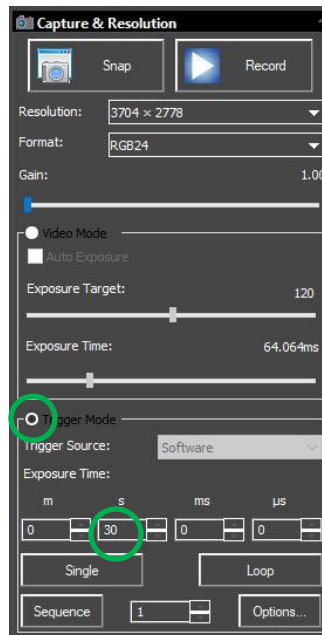 Capture & Resolution
Snap
Record
Resolution:
3704 × 2778
Format:
RGB24
Gain:
1.00
Video Mode
Auto Exposure
Exposure Target:
120
Exposure Time:
64.064ms
Trigger Mode
Trigger Source:
Software
Exposure Time:
m s ms µs
0 30 0 0
Single
Loop
Sequence
1
Options...